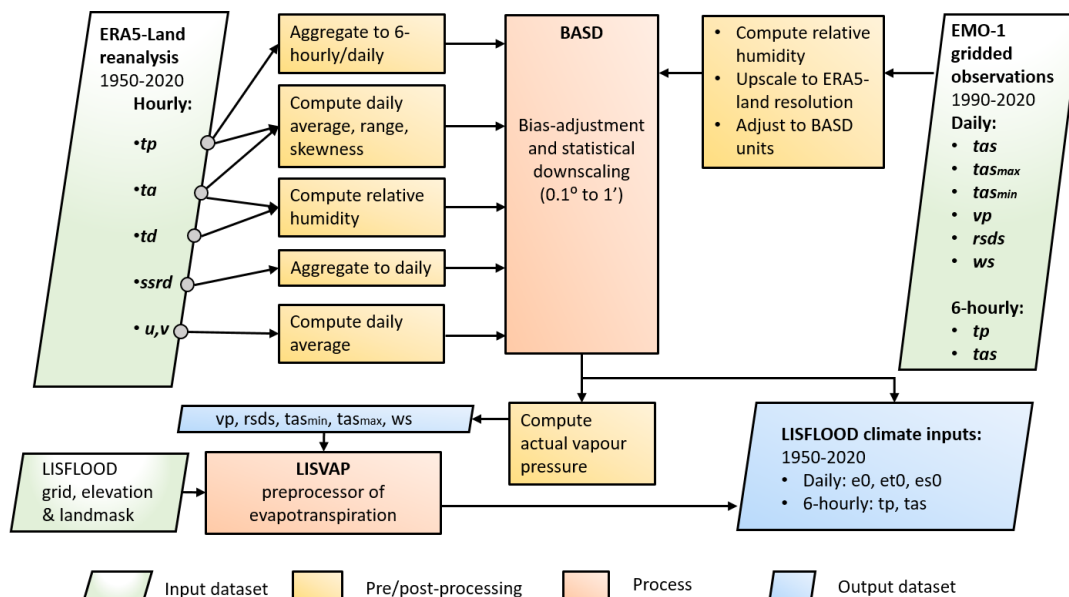 ERA5-Land
reanalysis
1950-2020
Hourly:
•tp
•ta
•td
•ssrd
• u,v
Aggregate to 6-
hourly/daily
Compute daily
average, range,
skewness
Compute relative
humidity
Aggregate to daily
Compute daily
average
BASD
Bias-adjustment
and statistical
downscaling
(0.1º to 1’)
• Compute relative
humidity
• Upscale to ERA5-
land resolution
• Adjust to BASD
units
EMO-1
gridded
observations
1990-2020
Daily:
• tas
• tasmax
• tasmin
• vp
• rsds
• ws
6-hourly:
• tp
• tas
vp, rsds, tasmin, tasmax, ws
Compute
actual vapour
pressure
LISFLOOD
grid, elevation
& landmask
LISVAP
preprocessor of
evapotranspiration
LISFLOOD climate inputs:
1950-2020
• Daily: e0, et0, es0
• 6-hourly: tp, tas
Input dataset
Pre/post-processing
Process
Output dataset